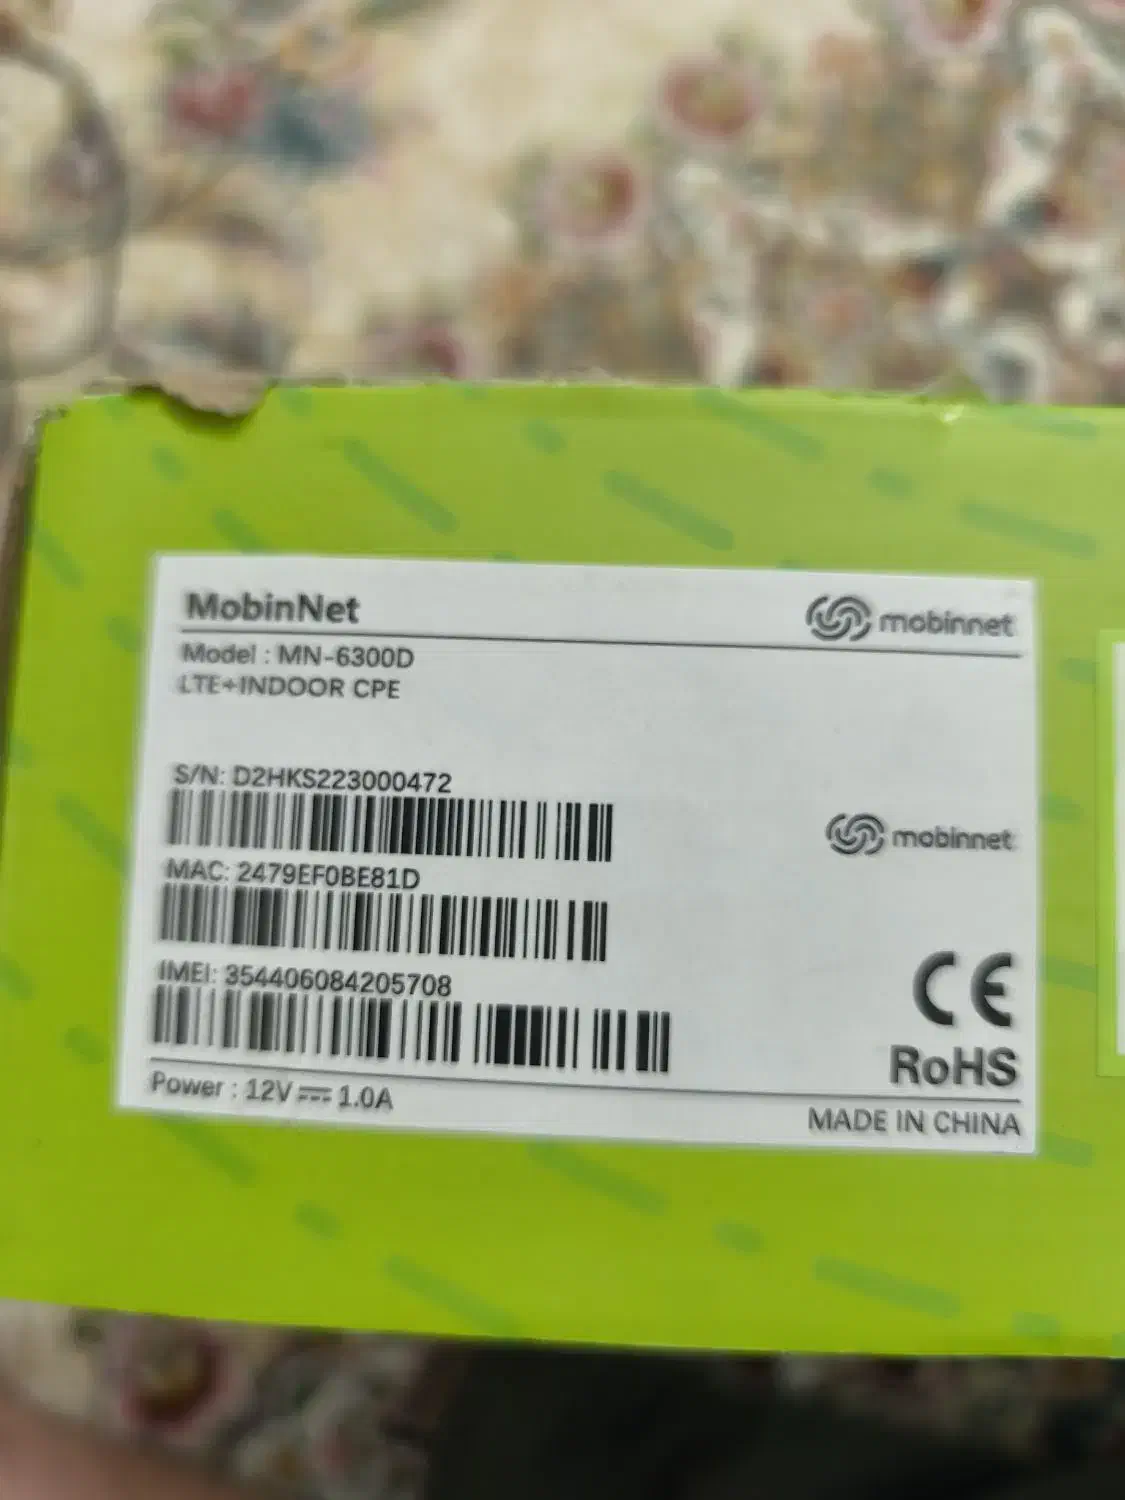 MobinNet
mobinnet
Model : MN-6300D
LTE+INDOOR CPE
S/N: D2HKS223000472
mobinnet
MAC: 2479EF0BE81D
IMEI: 354406084205708
CE
RoHS
Power : 12V ⎓ 1.0A
MADE IN CHINA